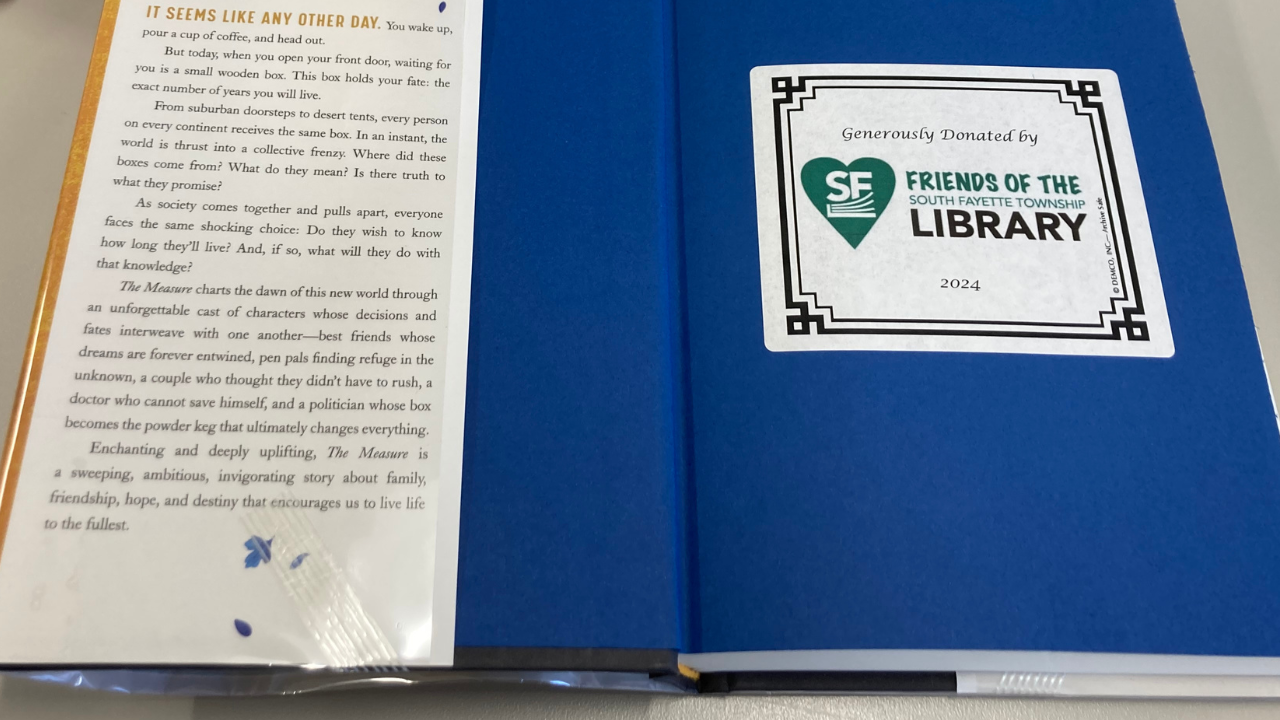 IT SEEMS LIKE ANY OTHER DAY. You wake up,
pour a cup of coffee, and head out.
But today, when you open your front door, waiting for
you is a small wooden box. This box holds your fate: the
exact number of years you will live.
From suburban doorsteps to desert tents, every person
on every continent receives the same box. In an instant, the
world is thrust into a collective frenzy. Where did these
boxes come from? What do they mean? Is there truth to
what they promise?
As society comes together and pulls apart, everyone
faces the same shocking choice: Do they wish to know
how long they'll live? And, if so, what will they do with
that knowledge?
The Measure charts the dawn of this new world through
an unforgettable cast of characters whose decisions and
fates interweave with one another—best friends whose
dreams are forever entwined, pen pals finding refuge in the
unknown, a couple who thought they didn't have to rush, a
doctor who cannot save himself, and a politician whose box
becomes the powder keg that ultimately changes everything.
Enchanting and deeply uplifting, The Measure is
a sweeping, ambitious, invigorating story about family,
friendship, hope, and destiny that encourages us to live life
to the fullest.
Generously Donated by
SF
FRIENDS OF THE
SOUTH FAYETTE TOWNSHIP
LIBRARY
2024
© DEMCO, INC.—Archive Safe